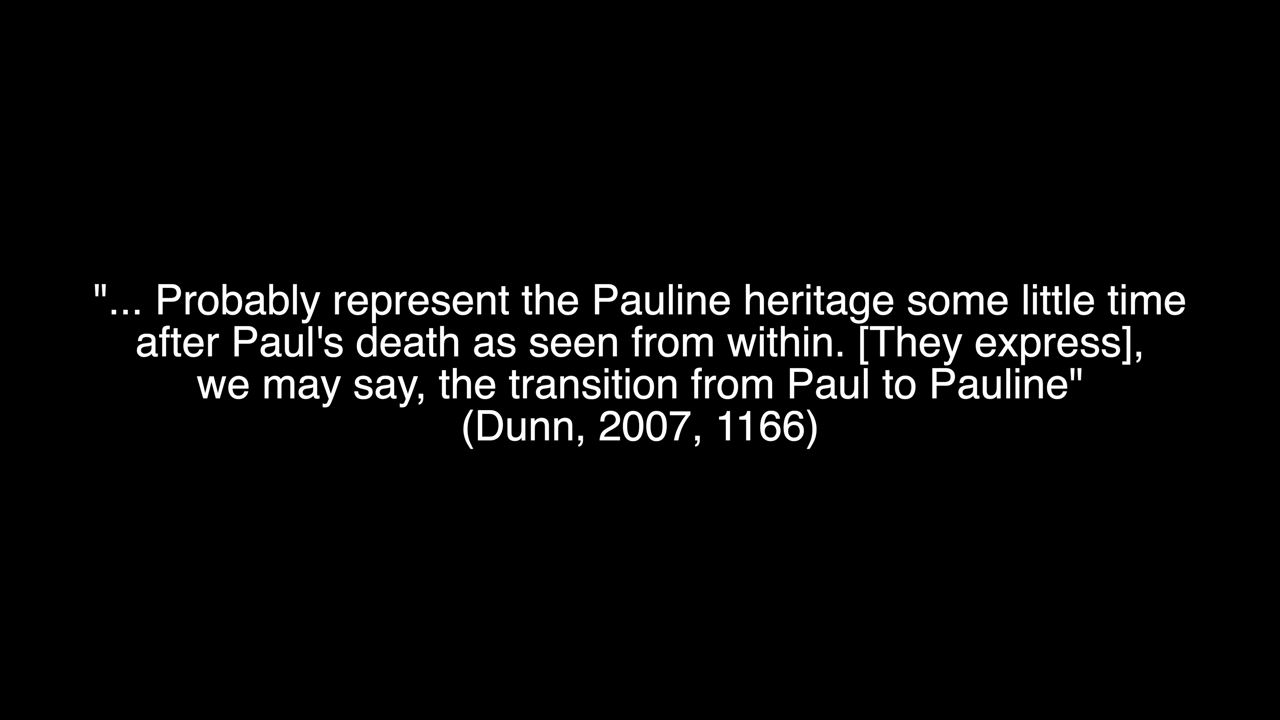 "... Probably represent the Pauline heritage some little time
after Paul's death as seen from within. [They express],
we may say, the transition from Paul to Pauline"
(Dunn, 2007, 1166)